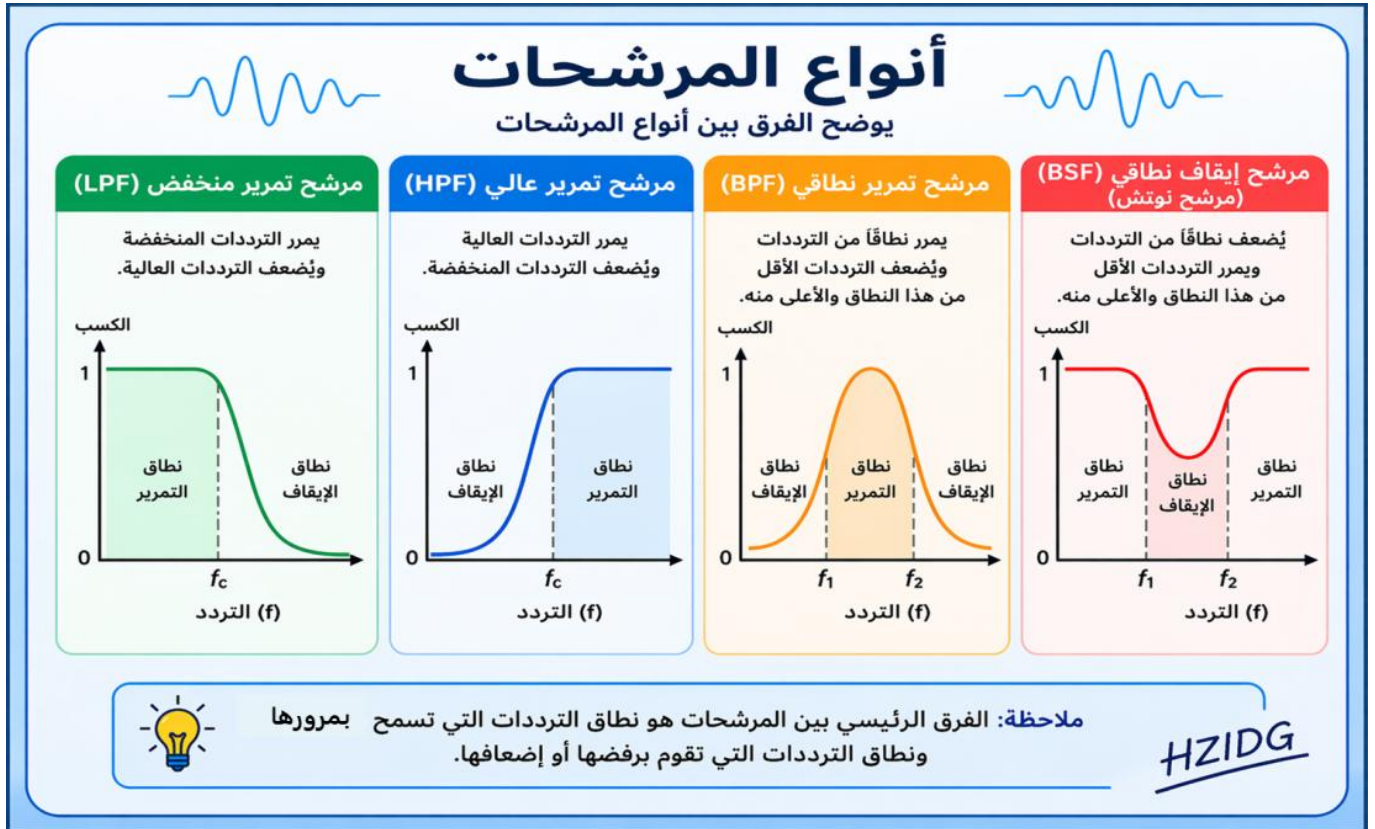 أنواع المرشحات
يوضح الفرق بين أنواع المرشحات
مرشح إيقاف نطاقي (BSF)
(مرشح نوتش)
يُضعف نطاقًا من الترددات
ويمرر الترددات الأقل
من هذا النطاق والأعلى منه.
الكسب
1
0
نطاق
التمرير
نطاق
الإيقاف
نطاق
التمرير
f1
f2
التردد (f)
مرشح تمرير نطاقي (BPF)
يمرر نطاقًا من الترددات
ويُضعف الترددات الأقل
من هذا النطاق والأعلى منه.
الكسب
1
0
نطاق
الإيقاف
نطاق
التمرير
نطاق
الإيقاف
f1
f2
التردد (f)
مرشح تمرير عالي (HPF)
يمرر الترددات العالية
ويُضعف الترددات المنخفضة.
الكسب
1
0
نطاق
الإيقاف
نطاق
التمرير
fc
التردد (f)
مرشح تمرير منخفض (LPF)
يمرر الترددات المنخفضة
ويُضعف الترددات العالية.
الكسب
1
0
نطاق
التمرير
نطاق
الإيقاف
fc
التردد (f)
ملاحظة: الفرق الرئيسي بين المرشحات هو نطاق الترددات التي تسمح بمرورها
ونطاق الترددات التي تقوم برفضها أو إضعافها.
HZIDG